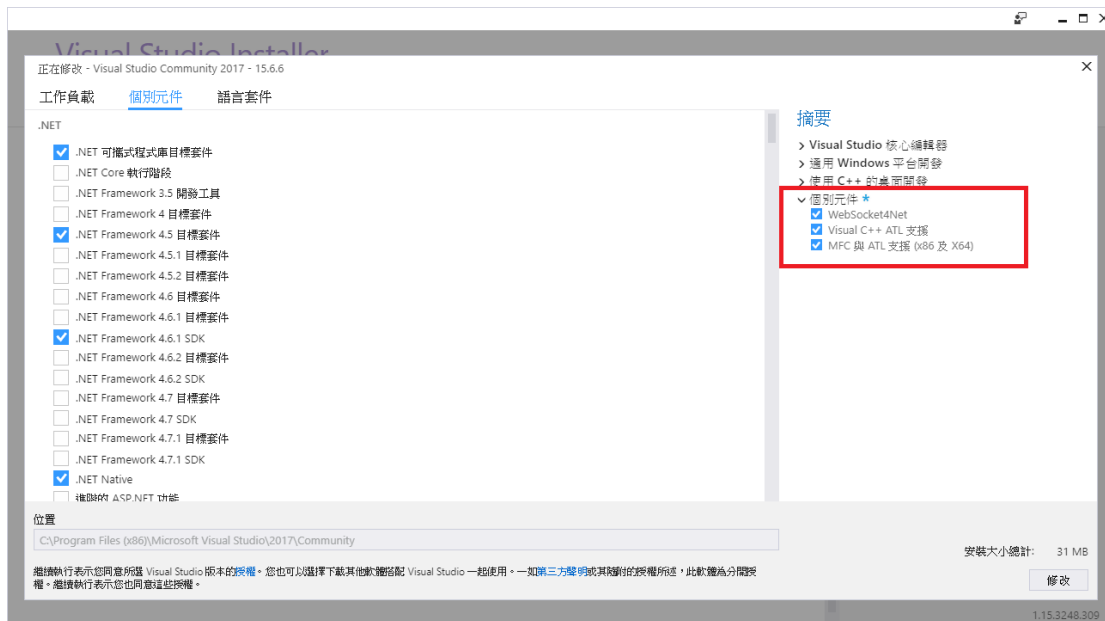 Visual Studio Installer
正在修改 - Visual Studio Community 2017 - 15.6.6
工作負載 個別元件 語言套件
.NET
.NET 可攜式程式庫目標套件
.NET Core 執行階段
.NET Framework 3.5 開發工具
.NET Framework 4 目標套件
.NET Framework 4.5 目標套件
.NET Framework 4.5.1 目標套件
.NET Framework 4.5.2 目標套件
.NET Framework 4.6 目標套件
.NET Framework 4.6.1 目標套件
.NET Framework 4.6.1 SDK
.NET Framework 4.6.2 目標套件
.NET Framework 4.6.2 SDK
.NET Framework 4.7 目標套件
.NET Framework 4.7 SDK
.NET Framework 4.7.1 目標套件
.NET Framework 4.7.1 SDK
.NET Native
進階的 ASP.NET 功能
摘要
Visual Studio 核心編輯器
通用 Windows 平台開發
使用 C++ 的桌面開發
個別元件 *
WebSocket4Net
Visual C++ ATL 支援
MFC 與 ATL 支援 (x86 及 X64)
位置
C:\Program Files (x86)\Microsoft Visual Studio\2017\Community
繼續執行表示您同意所選 Visual Studio 版本的授權。您也可以選擇下載其他軟體搭配 Visual Studio 一起使用。一如第三方聲明或其隨附的授權所述，此軟體為分開授
權。繼續執行表示您也同意這些授權。
安裝大小總計: 31 MB
修改
1.15.3248.309